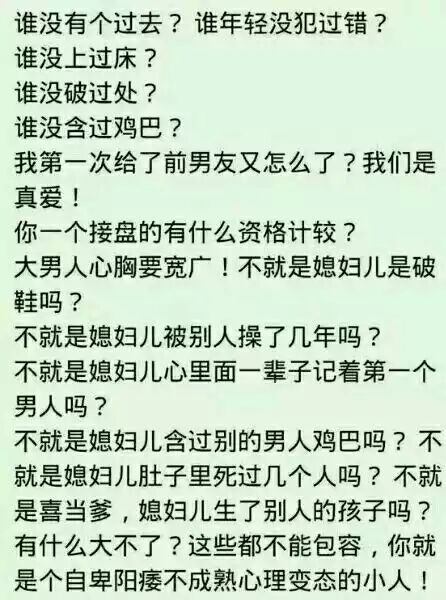 谁没有个过去？ 谁年轻没犯过错？
谁没上过床？
谁没破过处？
谁没含过鸡巴？
我第一次给了前男友又怎么了？我们是
真爱！
你一个接盘的有什么资格计较？
大男人心胸要宽广！不就是媳妇儿是破
鞋吗？
不就是媳妇儿被别人操了几年吗？
不就是媳妇儿心里面一辈子记着第一个
男人吗？
不就是媳妇儿含过别的男人鸡巴吗？ 不
就是媳妇儿肚子里死过几个人吗？ 不就
是喜当爹，媳妇儿生了别人的孩子吗？
有什么大不了？这些都不能包容，你就
是个自卑阳痿不成熟心理变态的小人！